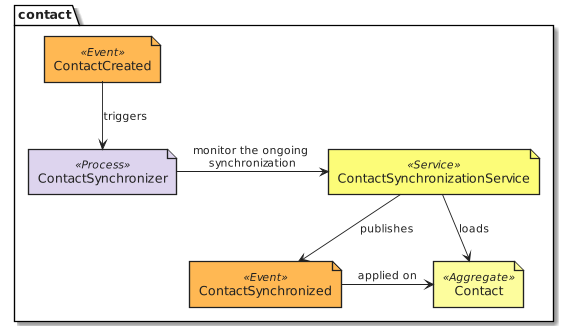 contact
«Event»
ContactCreated
triggers
«Process»
ContactSynchronizer
monitor the ongoing
synchronization
«Service»
ContactSynchronizationService
publishes
loads
«Event»
ContactSynchronized
applied on
«Aggregate»
Contact